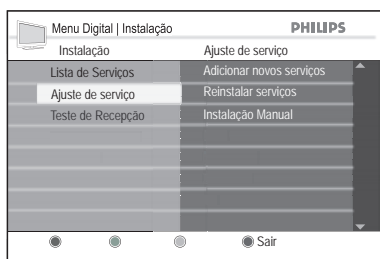 Menu Digital | Instalação PHILIPS
Instalação Ajuste de serviço
Lista de Serviços Adicionar novos serviços
Ajuste de serviço Reinstalar serviços
Teste de Recepção Instalação Manual
Sair